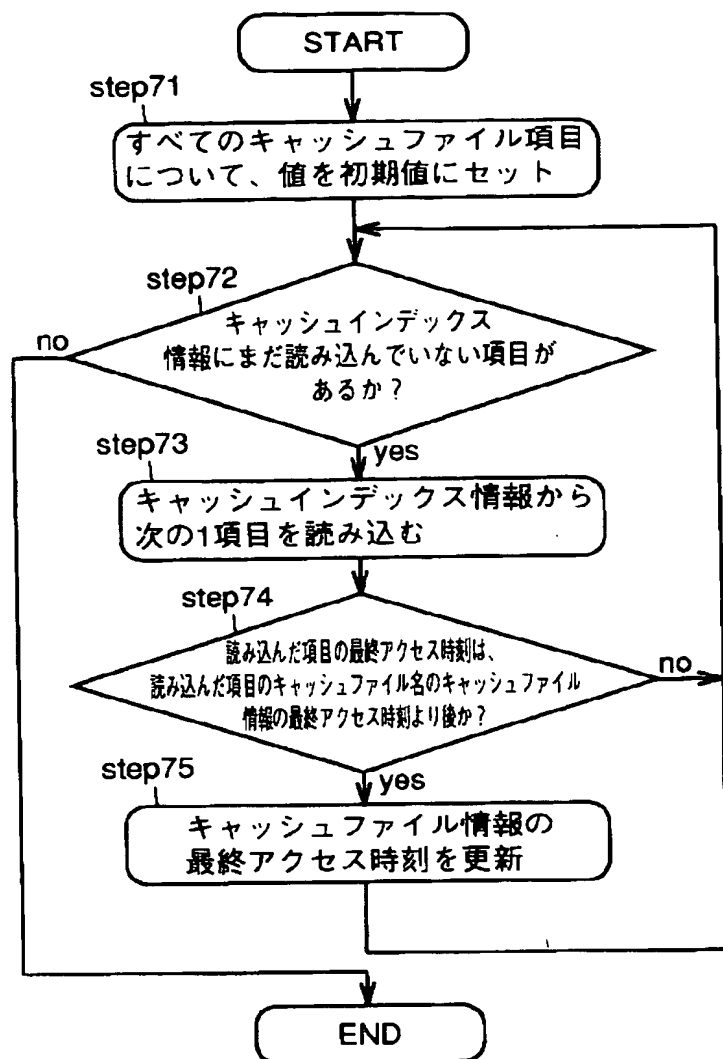 START
step71
すべてのキャッシュファイル項目
について、値を初期値にセット
step72
キャッシュインデックス
情報にまだ読み込んでいない項目が
あるか?
no
yes
step73
キャッシュインデックス情報から
次の1項目を読み込む
step74
読み込んだ項目の最終アクセス時刻は、
読み込んだ項目のキャッシュファイル名のキャッシュファイル
情報の最終アクセス時刻より後か?
no
yes
step75
キャッシュファイル情報の
最終アクセス時刻を更新
END